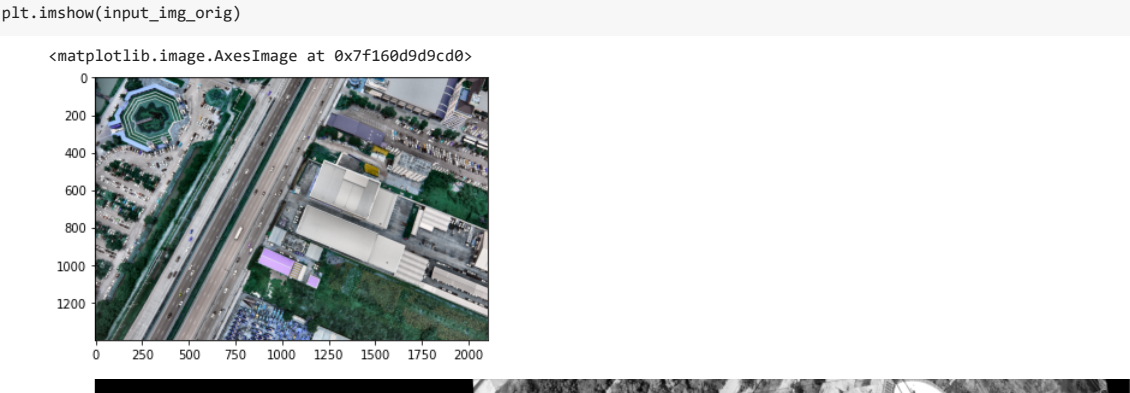 plt.imshow(input_img_orig)
<matplotlib.image.AxesImage at 0x7f160d9d9cd0>
0
200
400
600
800
1000
1200
0 250 500 750 1000 1250 1500 1750 2000